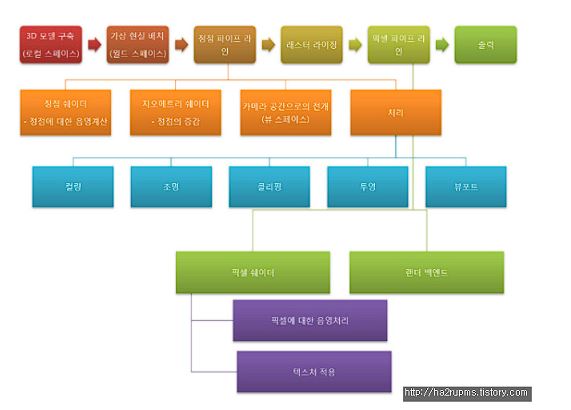 3D 모델 구축
(로컬 스페이스)
가상 현실 배치
(월드 스페이스)
정점 파이프 라
인
래스터 라이징
픽셀 파이프 라
인
출력
정점 쉐이더
- 정점에 대한 음영계산
지오메트리 쉐이더
- 정점의 증감
카메라 공간으로의 전개
(뷰 스페이스)
처리
컬링
조명
클리핑
투영
뷰포트
픽셀 쉐이더
랜더 백엔드
픽셀에 대한 음영처리
텍스처 적용
http://ha2rupms.tistory.com